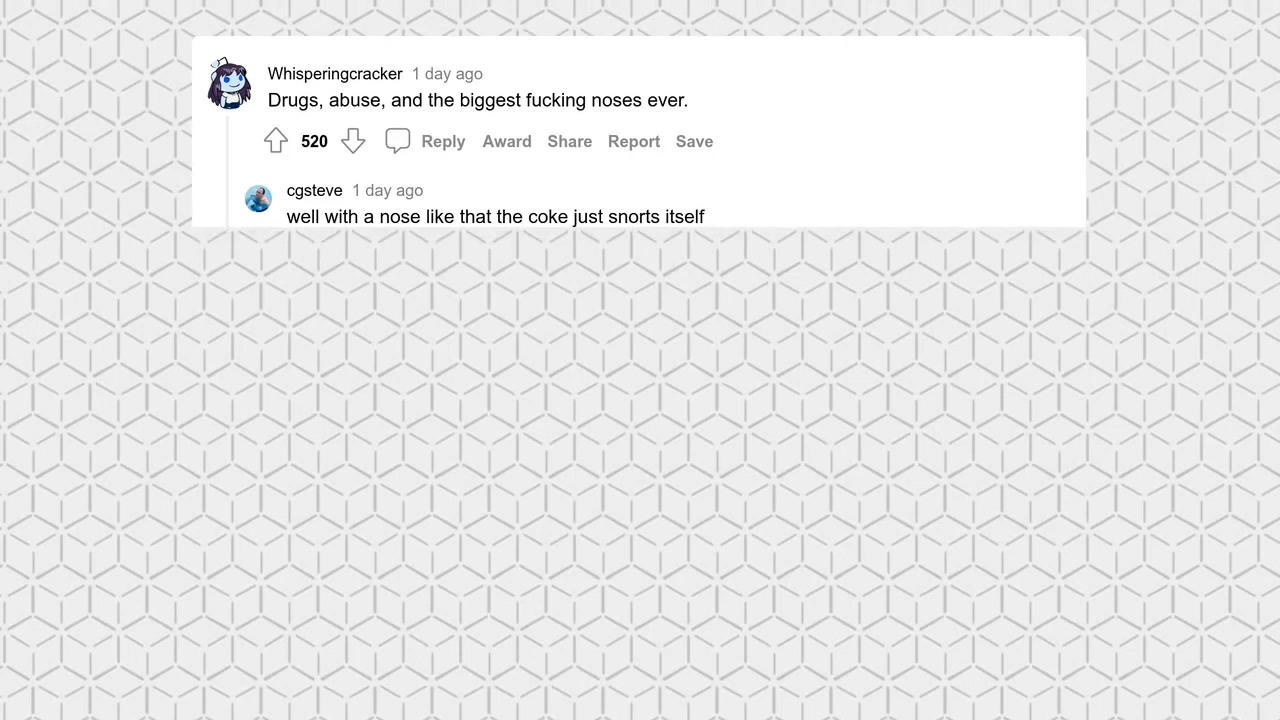 Whisperingcracker 1 day ago
Drugs, abuse, and the biggest fucking noses ever.
520 Reply Award Share Report Save
cgsteve 1 day ago
well with a nose like that the coke just snorts itself